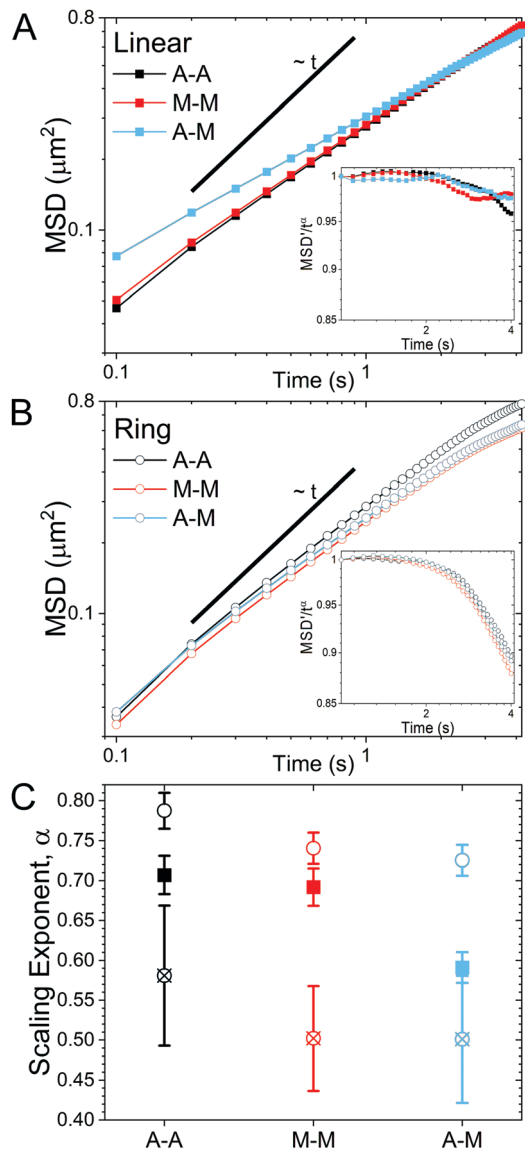 A
Linear
A-A
M-M
A-M
~ t
MSD (μm²)
0.8
0.1
MSD'/t^α
1.00
0.95
0.90
0.85
2
4
Time (s)
0.1
1
Time (s)
B
Ring
A-A
M-M
A-M
~ t
MSD (μm²)
0.8
0.1
MSD'/t^α
1
0.95
0.9
0.85
2
4
Time (s)
0.1
1
Time (s)
C
Scaling Exponent, α
0.80
0.75
0.70
0.65
0.60
0.55
0.50
0.45
0.40
A-A
M-M
A-M